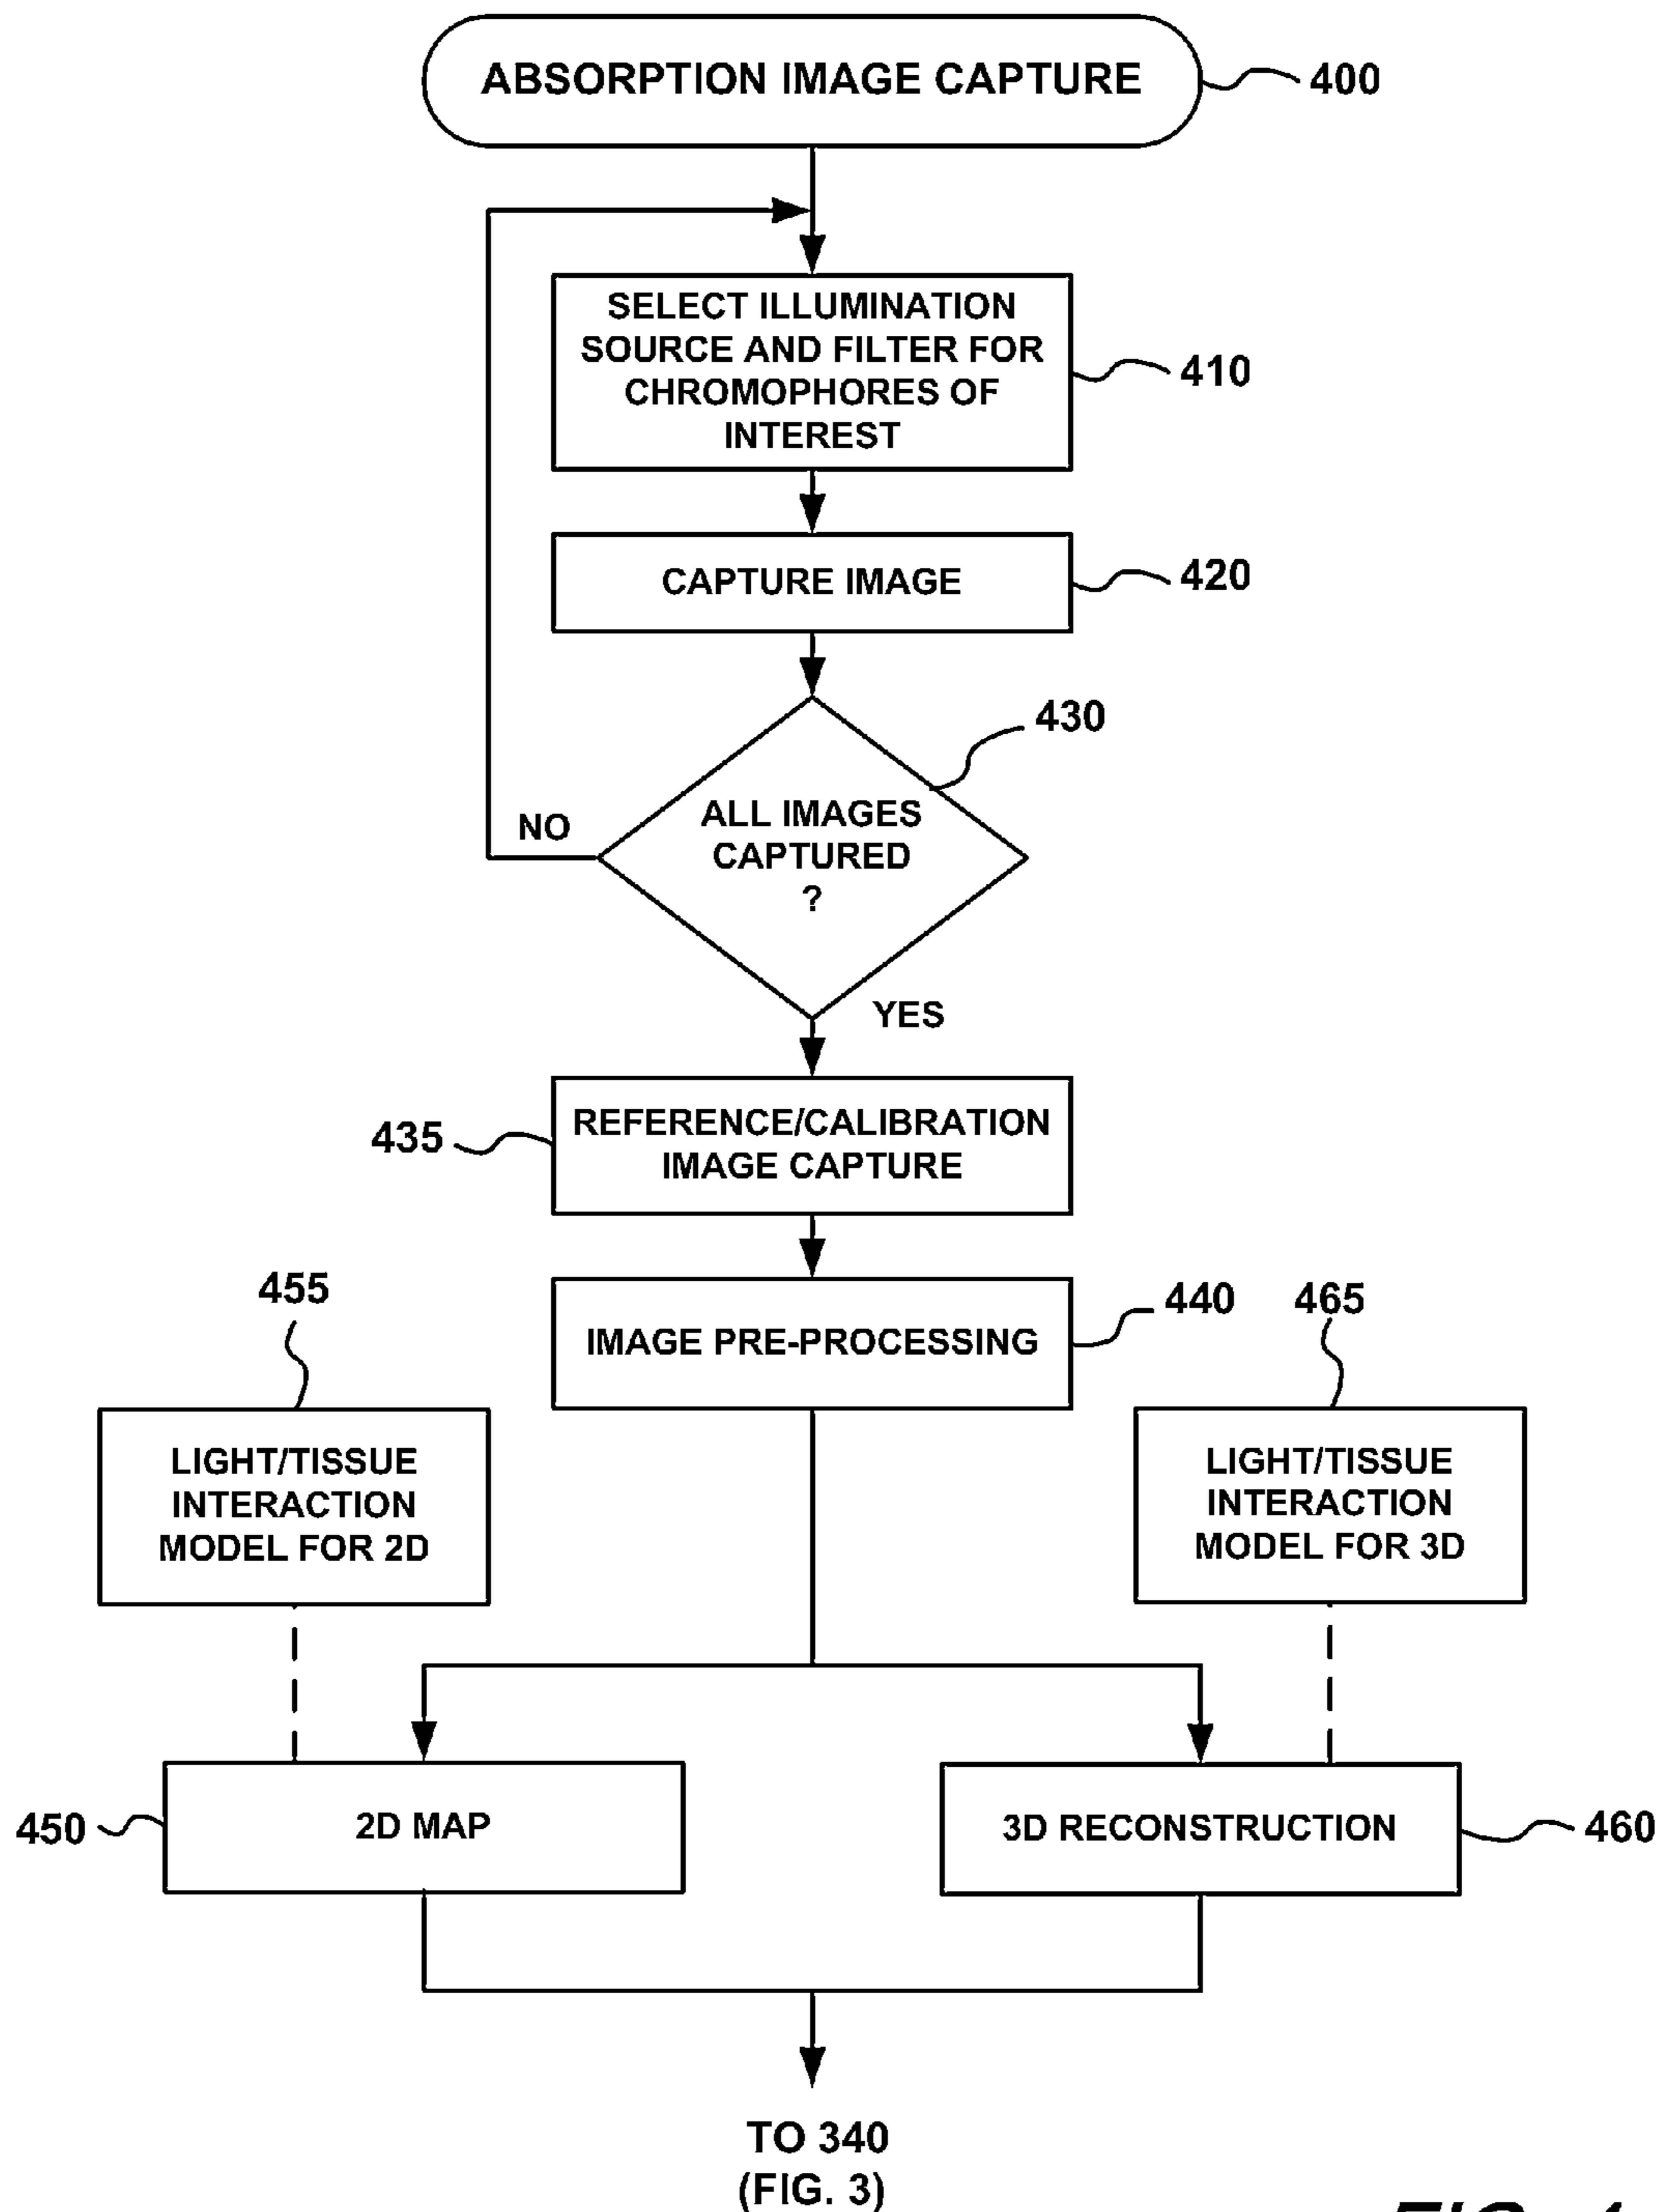 ABSORPTION IMAGE CAPTURE
400
SELECT ILLUMINATION
SOURCE AND FILTER FOR
CHROMOPHORES OF
INTEREST
410
CAPTURE IMAGE
420
430
ALL IMAGES
CAPTURED
?
NO
YES
435
REFERENCE/CALIBRATION
IMAGE CAPTURE
455
440
465
IMAGE PRE-PROCESSING
LIGHT/TISSUE
INTERACTION
MODEL FOR 2D
LIGHT/TISSUE
INTERACTION
MODEL FOR 3D
450
2D MAP
3D RECONSTRUCTION
460
TO 340
(FIG. 3)